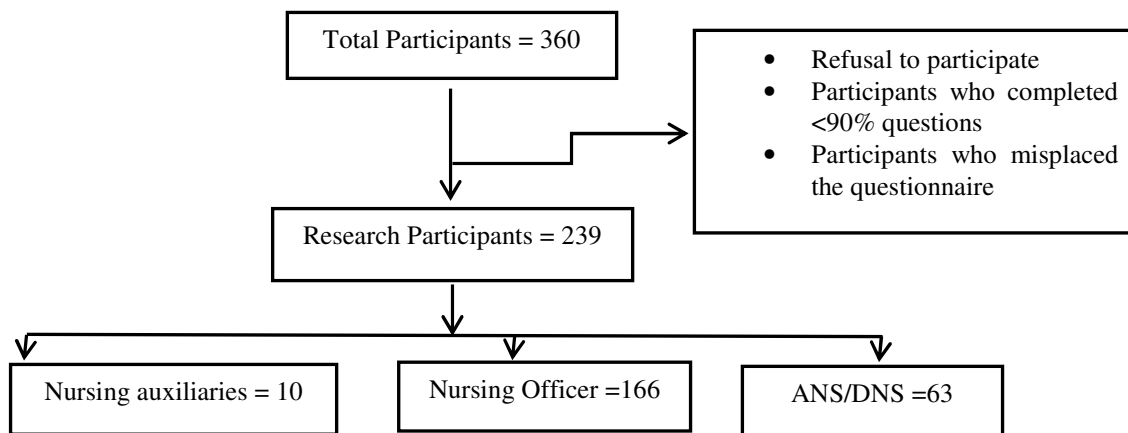 Total Participants = 360
• Refusal to participate
• Participants who completed
<90% questions
• Participants who misplaced
the questionnaire
Research Participants = 239
Nursing auxiliaries = 10
Nursing Officer =166
ANS/DNS =63